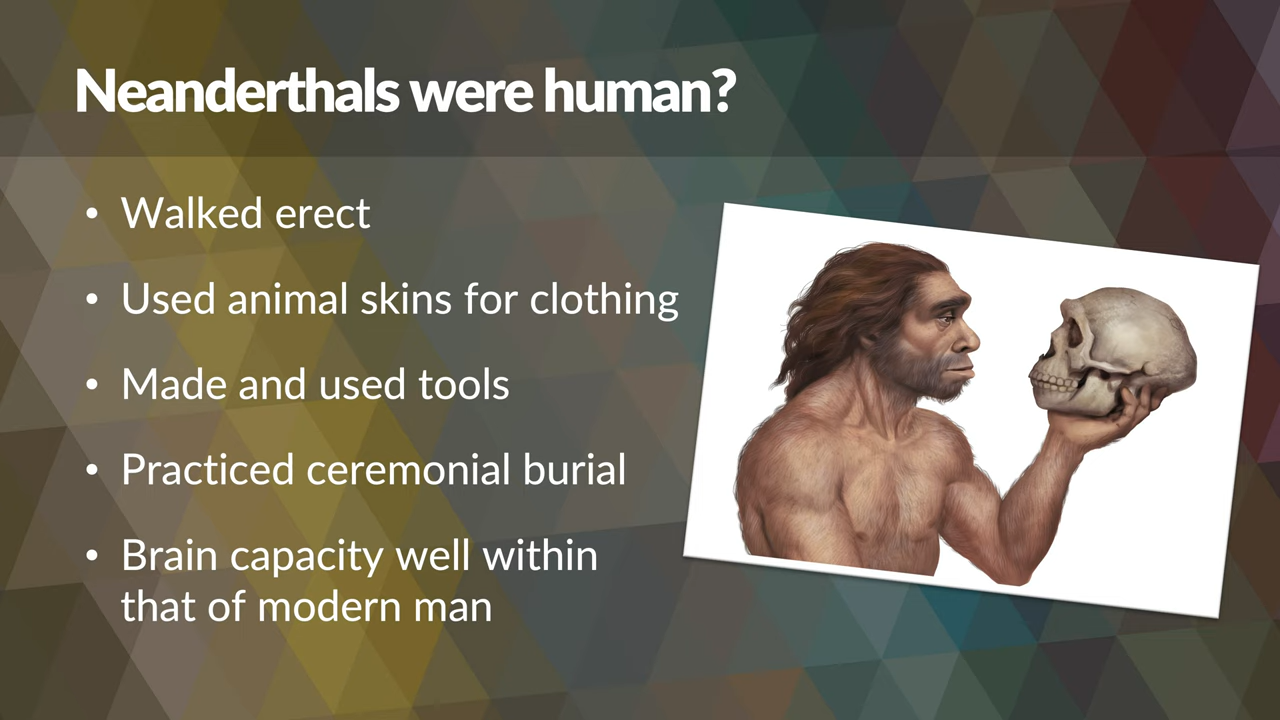 Neanderthals were human?
• Walked erect
• Used animal skins for clothing
• Made and used tools
• Practiced ceremonial burial
• Brain capacity well within
that of modern man